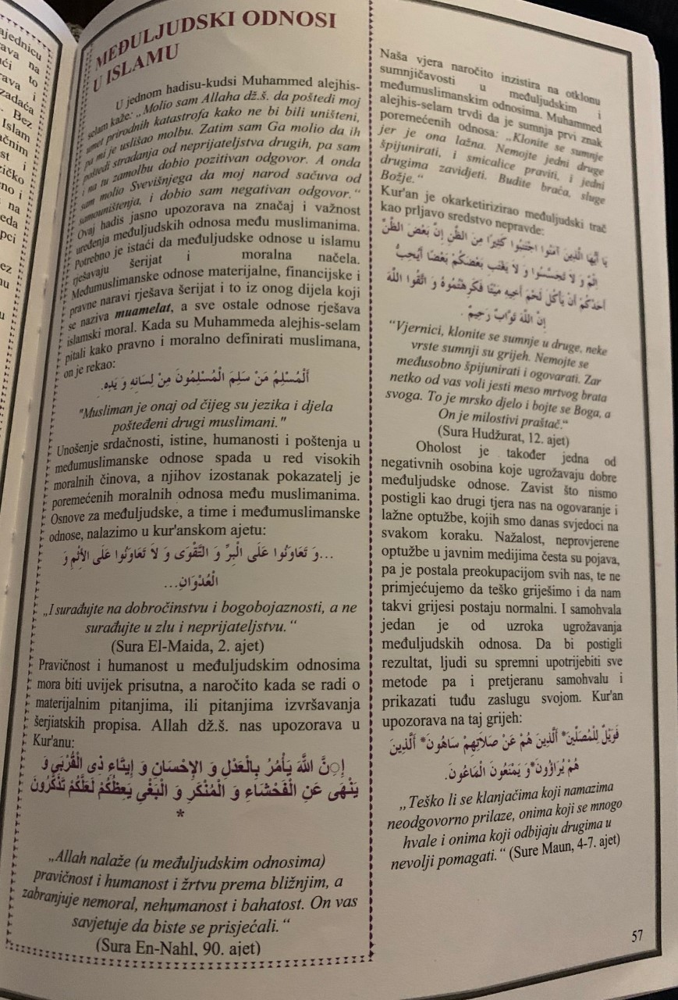 ajednicu
ava na
ći to
rava i
zadaća
Bez
Islam
ačnim
st i
ičko
no i
na
eda
pci
ez
nu
u
MEĐULJUDSKI ODNOSI
U ISLAMU
U jednom hadisu-kudsi Muhammed alejhis-
selam kaže: „Molio sam Allaha dž.š. da poštedi moj
umet prirodnih katastrofa kako ne bi bili uništeni,
pa mi je uslišao molbu. Zatim sam Ga molio da ih
poštedi stradanja od neprijateljstva drugih, pa sam
i na tu zamolbu dobio pozitivan odgovor. A onda
sam molio Svevišnjega da moj narod sačuva od
samouništenja, i dobio sam negativan odgovor.“
Ovaj hadis jasno upozorava na značaj i važnost
uređenja međuljudskih odnosa među muslimanima.
Potrebno je istaći da međuljudske odnose u islamu
rješavaju šerijat i moralna načela.
Međumuslimanske odnose materijalne, financijske i
pravne naravi rješava šerijat i to iz onog dijela koji
se naziva muamelat, a sve ostale odnose rješava
islamski moral. Kada su Muhammeda alejhis-selam
pitali kako pravno i moralno definirati muslimana,
on je rekao:
اَلْمُسْلِمُ مَنْ سَلِمَ الْمُسْلِمُونَ مِنْ لِسَانِهِ وَ يَدِهِ.
"Musliman je onaj od čijeg su jezika i djela
pošteđeni drugi muslimani."
Unošenje srdačnosti, istine, humanosti i poštenja u
međumuslimanske odnose spada u red visokih
moralnih činova, a njihov izostanak pokazatelj je
poremećenih moralnih odnosa među muslimanima.
Osnove za međuljudske, a time i međumuslimanske
odnose, nalazimo u kur'anskom ajetu:
...وَ تَعَاوَنُوا عَلَى الْبِرِّ وَ التَّقْوَى وَ لاَ تَعَاوَنُوا عَلَى الأِثْمِ وَ
الْعُدْوَانِ...
„I surađujte na dobročinstvu i bogobojaznosti, a ne
surađujte u zlu i neprijateljstvu.“
(Sura El-Maida, 2. ajet)
Pravičnost i humanost u međuljudskim odnosima
mora biti uvijek prisutna, a naročito kada se radi o
materijalnim pitanjima, ili pitanjima izvršavanja
šerjiatskih propisa. Allah dž.š. nas upozorava u
Kur'anu:
اِنَّ اللَّهَ يَأْمُرُ بِالْعَدْلِ وَ الإِحْسَانِ وَ إِيتَاءِ ذِي الْقُرْبَى وَ
يَنْهَى عَنِ الْفَحْشَاءِ وَ الْمُنْكَرِ وَ الْبَغْيِ يَعِظُكُمْ لَعَلَّكُمْ تَذَكَّرُونَ
*
„Allah nalaže (u međuljudskim odnosima)
pravičnost i humanost i žrtvu prema bližnjim, a
zabranjuje nemoral, nehumanost i bahatost. On vas
savjetuje da biste se prisjećali.“
(Sura En-Nahl, 90. ajet)
Naša vjera naročito inzistira na otklonu
sumnjičavosti u međuljudskim i
međumuslimanskim odnosima. Muhammed
alejhis-selam tvrdi da je sumnja prvi znak
poremećenih odnosa: „Klonite se sumnje
jer je ona lažna. Nemojte jedni druge
špijunirati, i smicalice praviti, i jedni
drugima zavidjeti. Budite braća, sluge
Božje.“
Kur'an je okarketirizirao međuljudski trač
kao prljavo sredstvo nepravde:
يَا أَيُّهَا الَّذِينَ آمَنُوا اجْتَنِبُوا كَثِيرًا مِنَ الظَّنِ إِنَّ بَعْضَ الظَّنِّ
إِثْمٌ وَ لاَ تَجَسَّسُوا وَ لاَ يَغْتَبْ بَعْضُكُمْ بَعْضًا أَيُحِبُّ
أَحَدُكُمْ أَنْ يَأْكُلَ لَحْمَ أَخِيهِ مَيْتًا فَكَرِهْتُمُوهُ وَ اتَّقُوا اللَّهَ
إِنَّ اللَّهَ تَوَّابٌ رَحِيمٌ.
“Vjernici, klonite se sumnje u druge, neke
vrste sumnji su grijeh. Nemojte se
međusobno špijunirati i ogovarati. Zar
netko od vas voli jesti meso mrtvog brata
svoga. To je mrsko djelo i bojte se Boga, a
On je milostivi praštač.“
(Sura Hudžurat, 12. ajet)
Oholost je također jedna od
negativnih osobina koje ugrožavaju dobre
međuljudske odnose. Zavist što nismo
postigli kao drugi tjera nas na ogovaranje i
lažne optužbe, kojih smo danas svjedoci na
svakom koraku. Nažalost, neprovjerene
optužbe u javnim medijima česta su pojava,
pa je postala preokupacijom svih nas, te ne
primjećujemo da teško griješimo i da nam
takvi grijesi postaju normalni. I samohvala
jedan je od uzroka ugrožavanja
međuljudskih odnosa. Da bi postigli
rezultat, ljudi su spremni upotrijebiti sve
metode pa i pretjeranu samohvalu i
prikazati tuđu zaslugu svojom. Kur'an
upozorava na taj grijeh:
فَوَيْلٌ لِلْمُصَلِّينَ* اَلَّذِينَ هُمْ عَنْ صَلاَتِهِمْ سَاهُونَ* اَلَّذِينَ
هُمْ يُرَاؤُونَ*وَ يَمْنَعُونَ الْمَاعُونَ.
„Teško li se klanjačima koji namazima
neodgovorno prilaze, onima koji se mnogo
hvale i onima koji odbijaju drugima u
nevolji pomagati.“ (Sure Maun, 4-7. ajet)
57